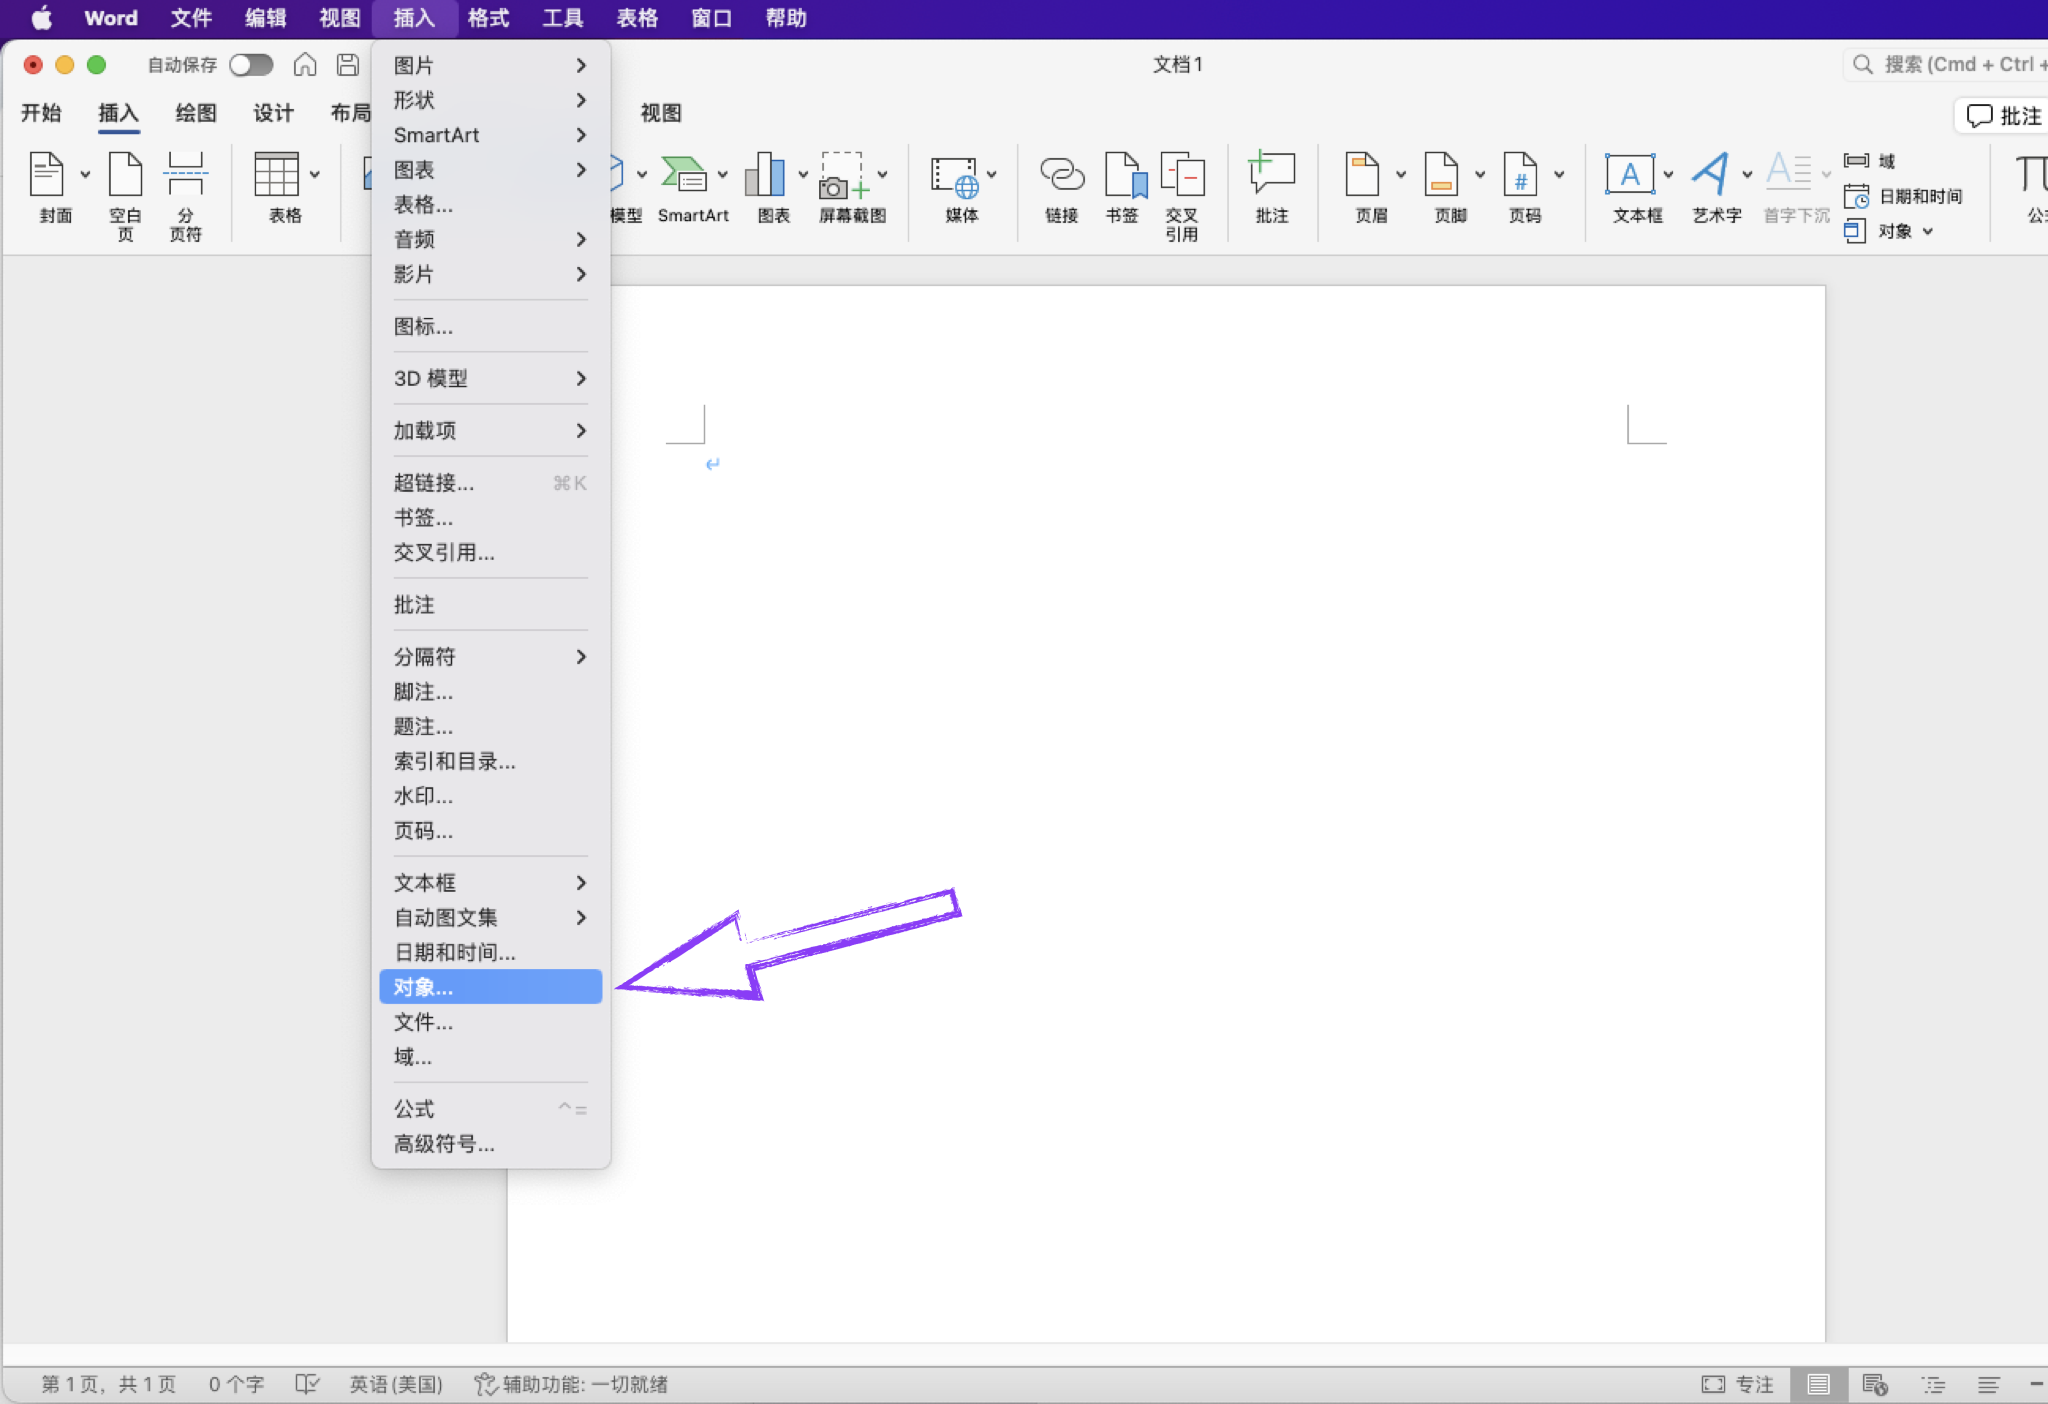 Word 文件 编辑 视图 插入 格式 工具 表格 窗口 帮助
自动保存 文档1 搜索 (Cmd + Ctrl +
开始 插入 绘图 设计 布局 视图 批注
封面 空白页 分页符 表格 模型 SmartArt 图表 屏幕截图 媒体 链接 书签 交叉引用 批注 页眉 页脚 页码 文本框 艺术字 首字下沉
域
日期和时间
对象
图片
形状
SmartArt
图表
表格...
音频
影片
图标...
3D 模型
加载项
超链接... ⌘K
书签...
交叉引用...
批注
分隔符
脚注...
题注...
索引和目录...
水印...
页码...
文本框
自动图文集
日期和时间...
对象...
文件...
域...
公式 ^=
高级符号...
第1页，共1页 0个字 英语(美国) 辅助功能: 一切就绪 专注